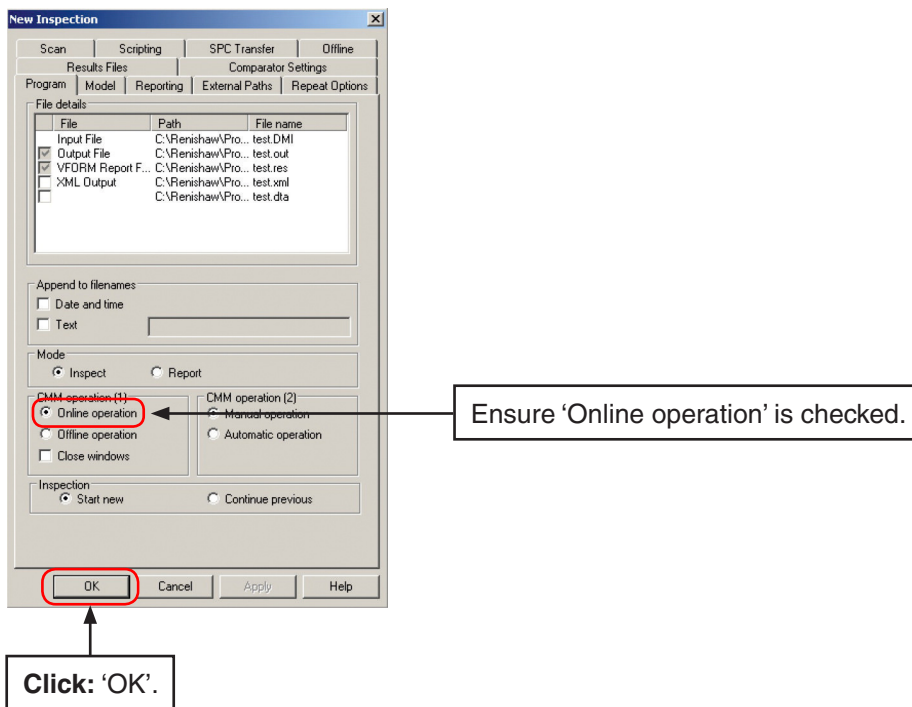 New Inspection
Scan Scripting SPC Transfer Offline
Results Files Comparator Settings
Program Model Reporting External Paths Repeat Options
File details
File Path File name
Input File C:\Renishaw\Pro... test.DMI
Output File C:\Renishaw\Pro... test.out
VFORM Report F... C:\Renishaw\Pro... test.res
XML Output C:\Renishaw\Pro... test.xml
C:\Renishaw\Pro... test.dta
Append to filenames
Date and time
Text
Mode
Inspect Report
CMM operation (1) CMM operation (2)
Online operation Manual operation
Offline operation Automatic operation
Close windows
Inspection
Start new Continue previous
OK Cancel Apply Help
Ensure ‘Online operation’ is checked.
Click: ‘OK’.